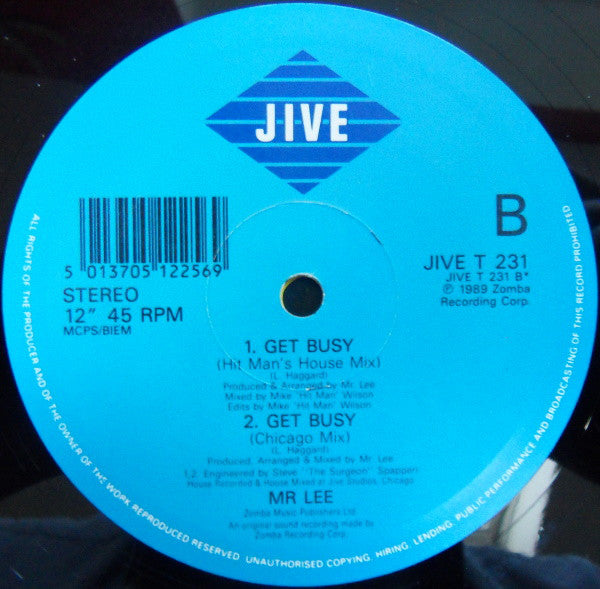 JIVE
B
5 013705 122569
STEREO
12" 45 RPM
MCPS/BIEM
JIVE T 231
JIVE T 231 B*
℗ 1989 Zomba
Recording Corp.
1. GET BUSY
(Hit Man's House Mix)
(L. Haggard)
Produced & Arranged by Mr. Lee
Mixed by Mike 'Hit Man' Wilson
Edits by Mike 'Hit Man' Wilson
2. GET BUSY
(Chicago Mix)
(L. Haggard)
Produced, Arranged & Mixed by Mr. Lee
1,2. Engineered by Steve "The Surgeon" Spapperi
House Recorded & House Mixed at Jive Studios, Chicago
MR LEE
Zomba Music Publishers Ltd.
An original sound recording made by
Zomba Recording Corp.
ALL RIGHTS OF THE PRODUCER AND OF THE OWNER OF THE WORK REPRODUCED RESERVED UNAUTHORISED COPYING, HIRING, LENDING, PUBLIC PERFORMANCE AND BROADCASTING OF THIS RECORD PROHIBITED